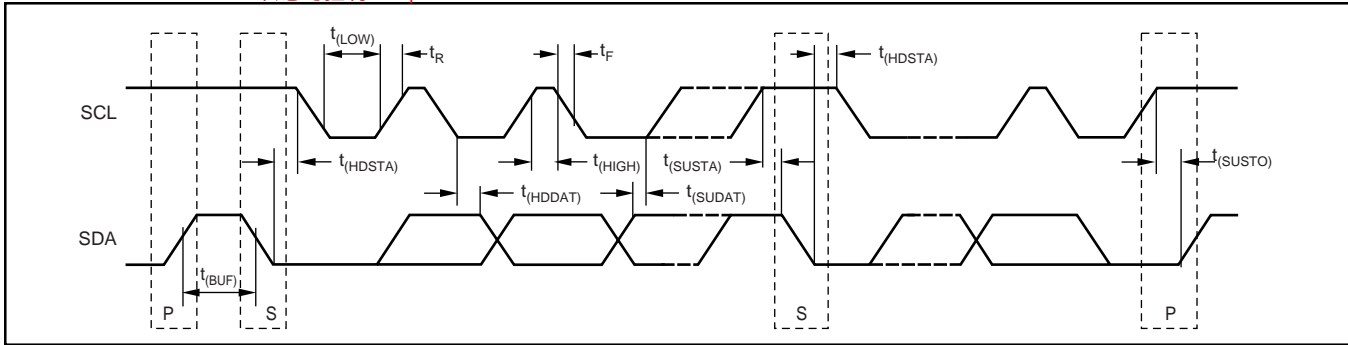 t(LOW)
tR
tF
t(HDSTA)
SCL
t(HDSTA)
t(HIGH)
t(SUSTA)
t(SUSTO)
t(HDDAT)
t(SUDAT)
SDA
t(BUF)
P
S
S
P